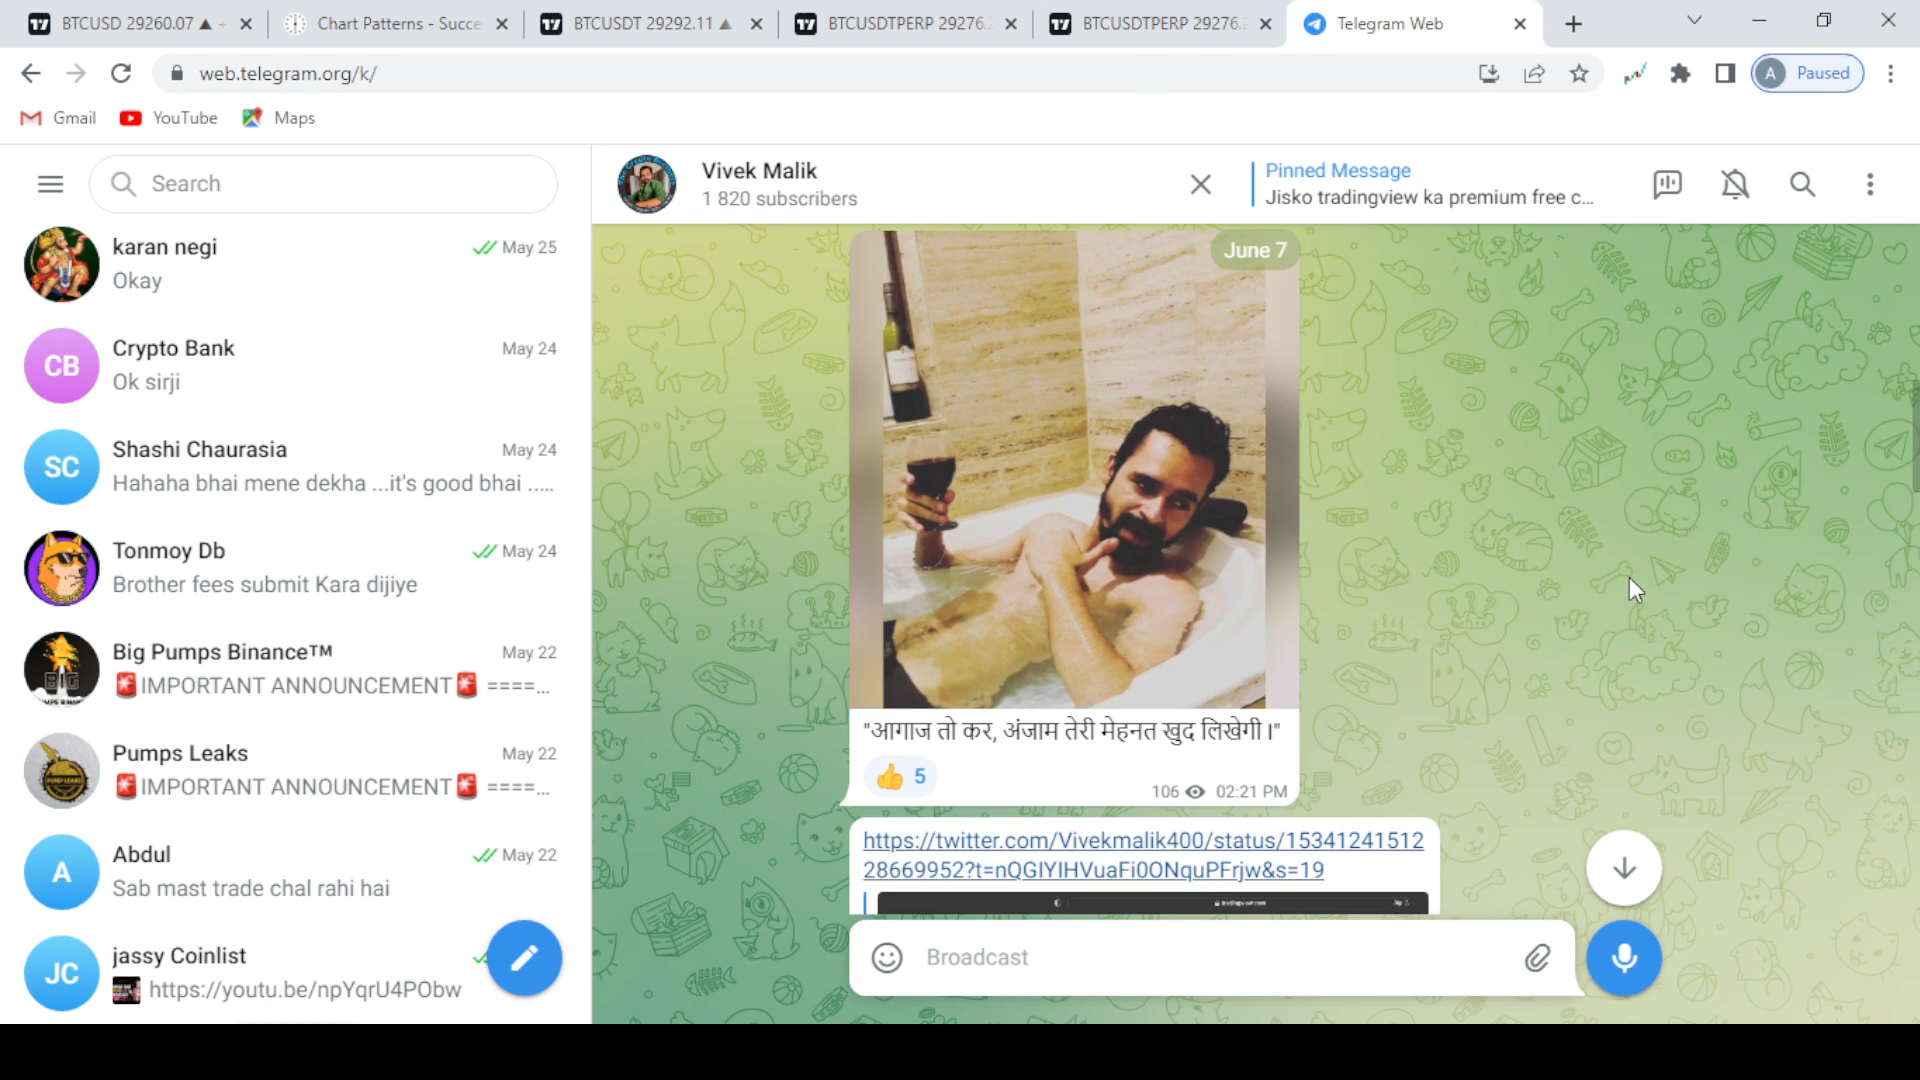 BTCUSD 29260.07 ▲
Chart Patterns - Succe
BTCUSDT 29292.11 ▲
BTCUSDTPERP 29276.
BTCUSDTPERP 29276.
Telegram Web
web.telegram.org/k/
A Paused
Gmail
YouTube
Maps
Search
karan negi
May 25
Okay
Crypto Bank
May 24
CB
Ok sirji
Shashi Chaurasia
May 24
SC
Hahaha bhai mene dekha ...it's good bhai .....
Tonmoy Db
May 24
Brother fees submit Kara dijiye
Big Pumps Binance™
May 22
🚨IMPORTANT ANNOUNCEMENT🚨 ====...
Pumps Leaks
May 22
🚨IMPORTANT ANNOUNCEMENT🚨 ====...
Abdul
May 22
A
Sab mast trade chal rahi hai
jassy Coinlist
JC
https://youtu.be/npYqrU4PObw
Vivek Malik
1 820 subscribers
Pinned Message
Jisko tradingview ka premium free c...
June 7
"आगाज तो कर, अंजाम तेरी मेहनत खुद लिखेगी ।"
👍 5
106 02:21 PM
https://twitter.com/Vivekmalik400/status/15341241512
28669952?t=nQGIYIHVuaFi0ONquPFrjw&s=19
tradingview.com
Broadcast